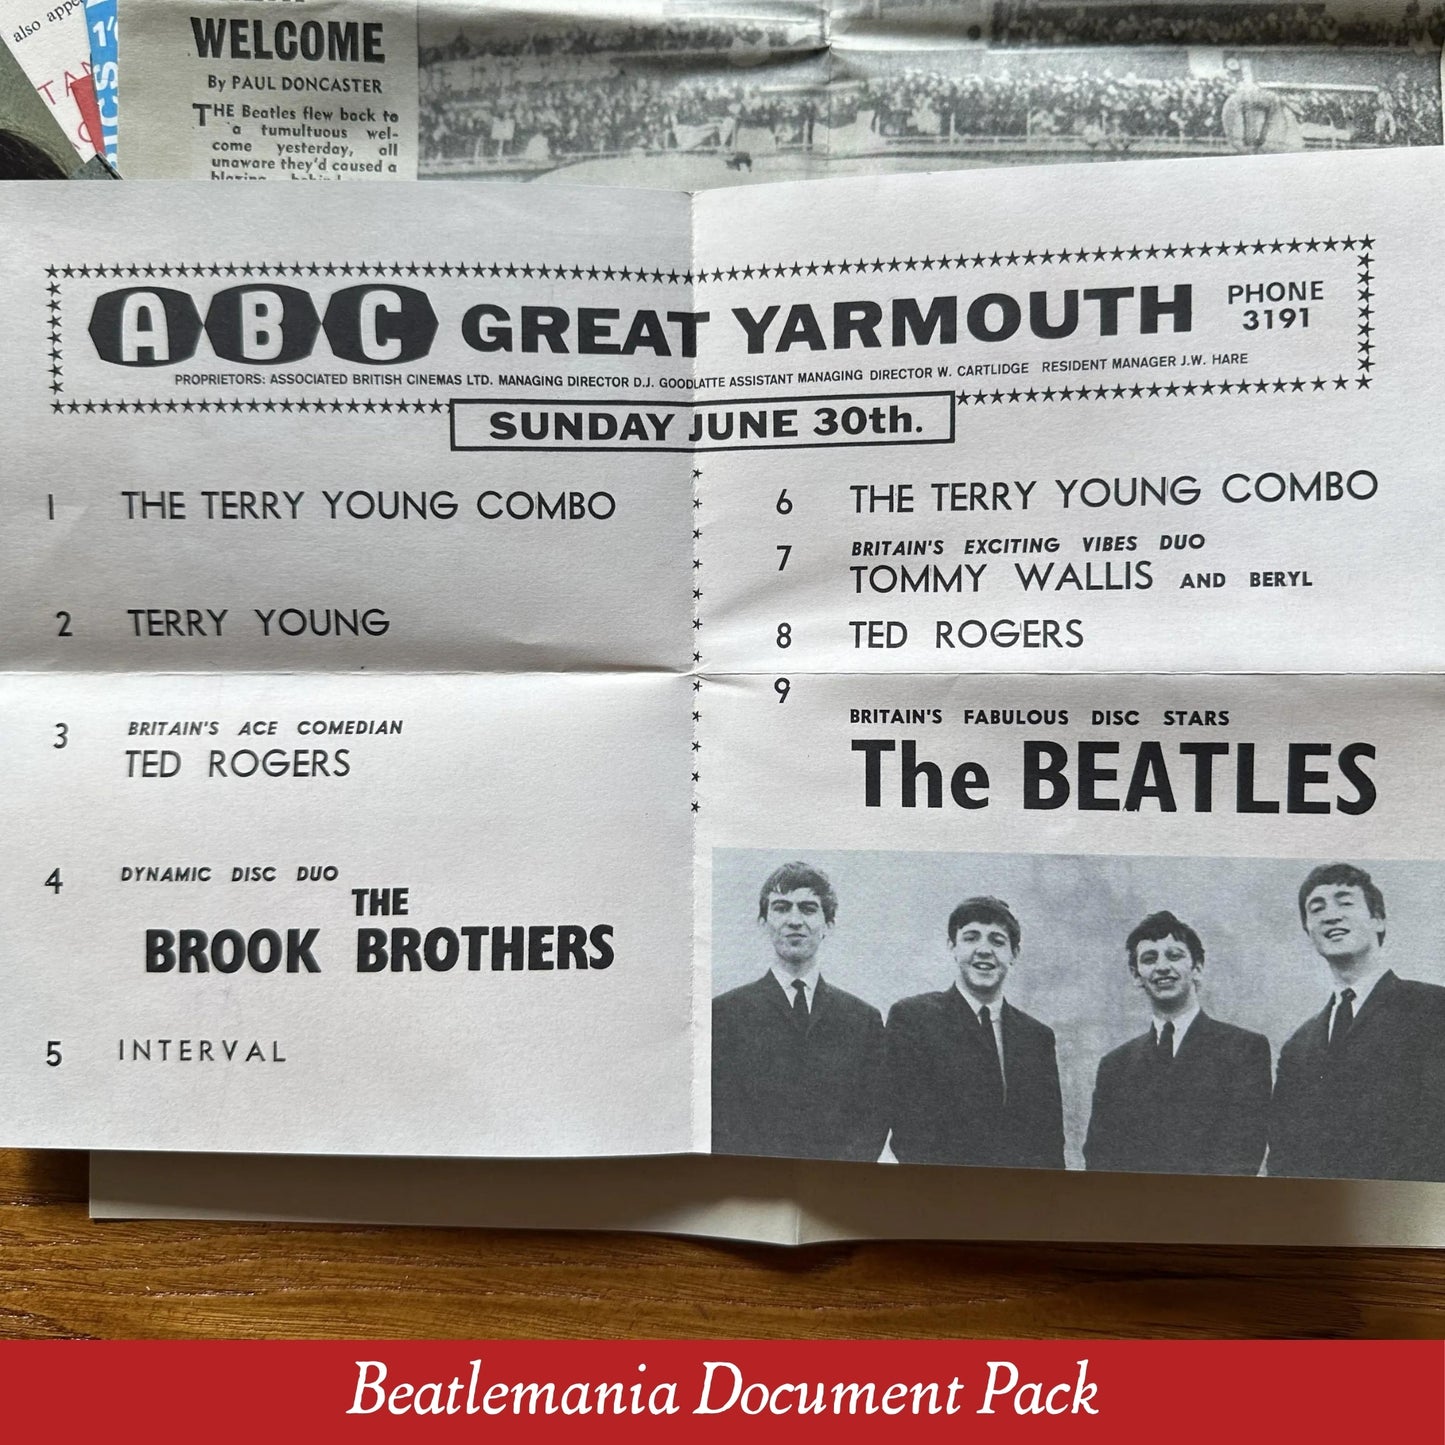 also appe
1'
WELCOME
By PAUL DONCASTER
THE Beatles flew back to
a tumultuous wel-
come yesterday, all
unaware they'd caused a
ABC GREAT YARMOUTH PHONE 3191
PROPRIETORS: ASSOCIATED BRITISH CINEMAS LTD. MANAGING DIRECTOR D.J. GOODLATTE ASSISTANT MANAGING DIRECTOR W. CARTLIDGE RESIDENT MANAGER J.W. HARE
SUNDAY JUNE 30th.
1 THE TERRY YOUNG COMBO
2 TERRY YOUNG
3 BRITAIN'S ACE COMEDIAN
TED ROGERS
4 DYNAMIC DISC DUO
THE
BROOK BROTHERS
5 INTERVAL
6 THE TERRY YOUNG COMBO
7 BRITAIN'S EXCITING VIBES DUO
TOMMY WALLIS AND BERYL
8 TED ROGERS
9
BRITAIN'S FABULOUS DISC STARS
The BEATLES
Beatlemania Document Pack